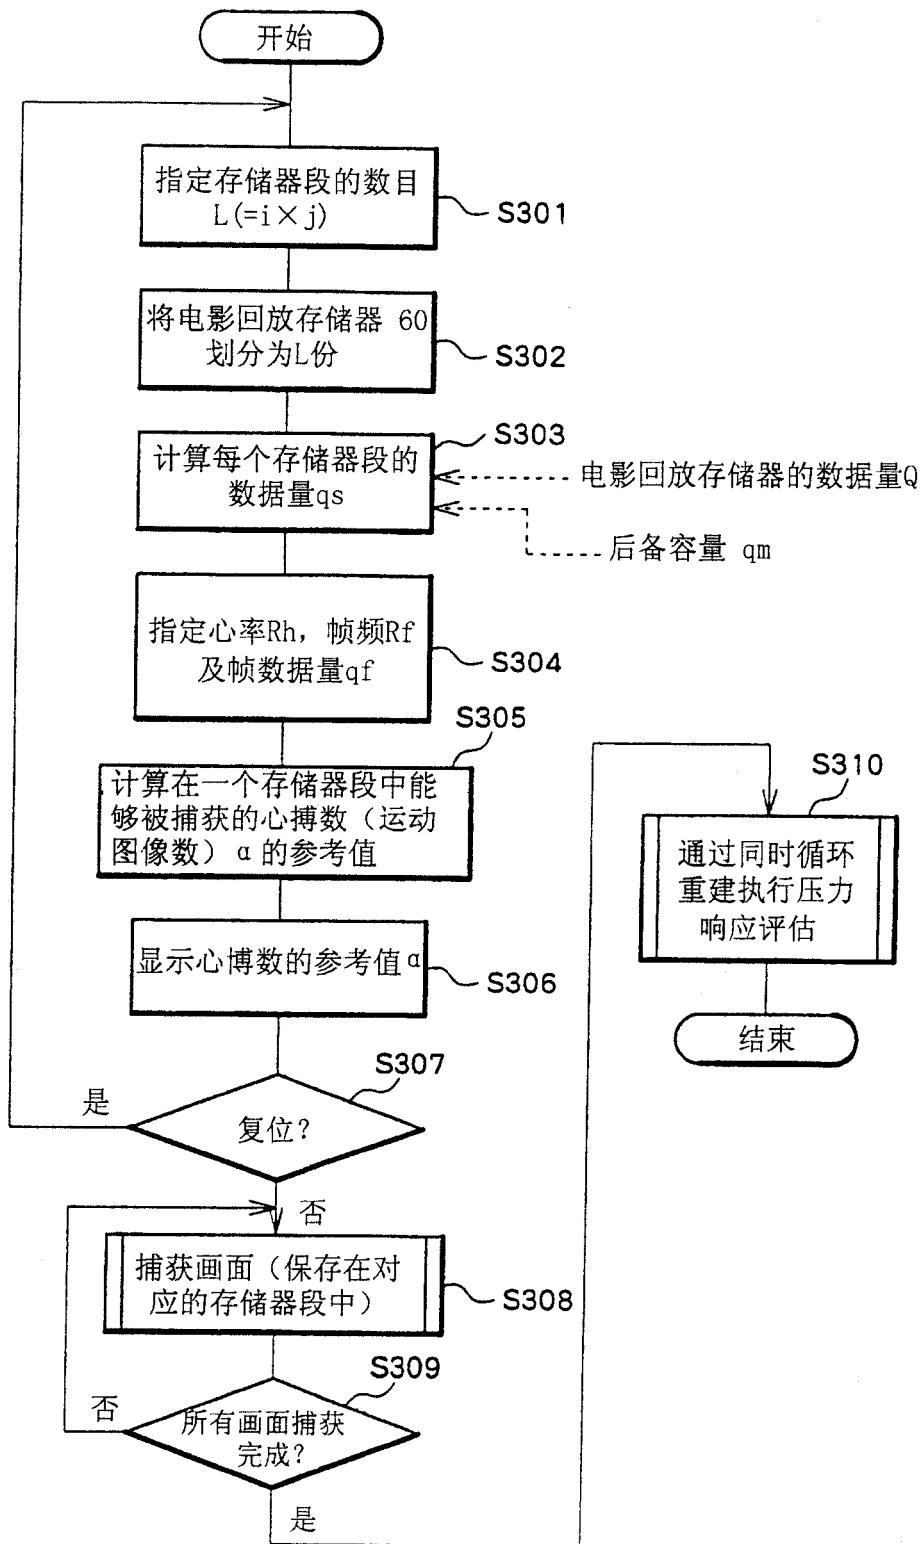 开始
指定存储器段的数目
L(=i×j)
S301
将电影回放存储器 60
划分为L份
S302
S303
计算每个存储器段的
数据量qs
电影回放存储器的数据量Q
后备容量 qm
指定心率Rh，帧频Rf
及帧数据量qf
S304
S305
计算在一个存储器段中能
够被捕获的心搏数（运动
图像数）α的参考值
显示心博数的参考值α
S306
S307
是
复位？
否
捕获画面（保存在对
应的存储器段中）
S308
S309
否
所有画面捕获
完成？
是
S310
通过同时循环
重建执行压力
响应评估
结束